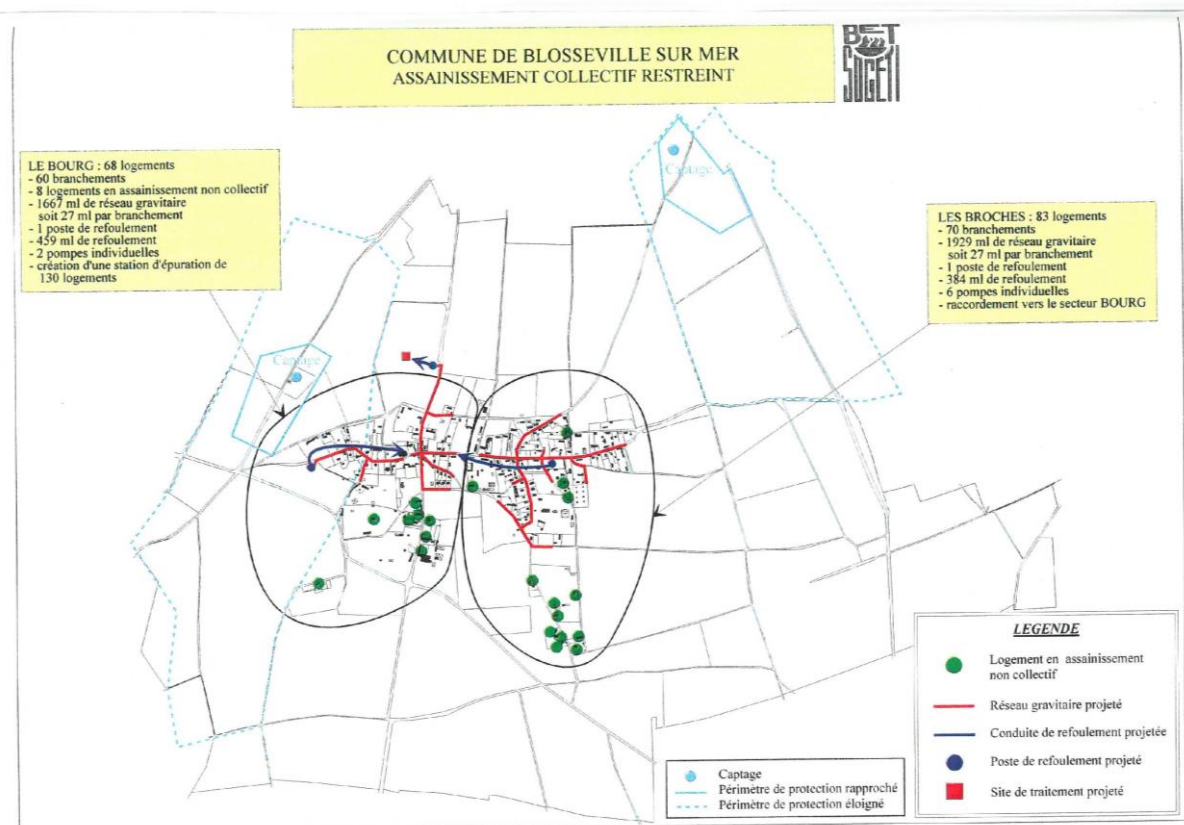 COMMUNE DE BLOSSEVILLE SUR MER
ASSAINISSEMENT COLLECTIF RESTREINT
BET
SOGETI
LE BOURG : 68 logements
- 60 branchements
- 8 logements en assainissement non collectif
- 1667 ml de réseau gravitaire
soit 27 ml par branchement
- 1 poste de refoulement
- 459 ml de refoulement
- 2 pompes individuelles
- création d'une station d'épuration de
130 logements
Captage
LES BROCHES : 83 logements
- 70 branchements
- 1929 ml de réseau gravitaire
soit 27 ml par branchement
- 1 poste de refoulement
- 384 ml de refoulement
- 6 pompes individuelles
- raccordement vers le secteur BOURG
Captage
LEGENDE
Logement en assainissement
non collectif
Réseau gravitaire projeté
Conduite de refoulement projetée
Poste de refoulement projeté
Site de traitement projeté
Captage
Périmètre de protection rapproché
Périmètre de protection éloigné